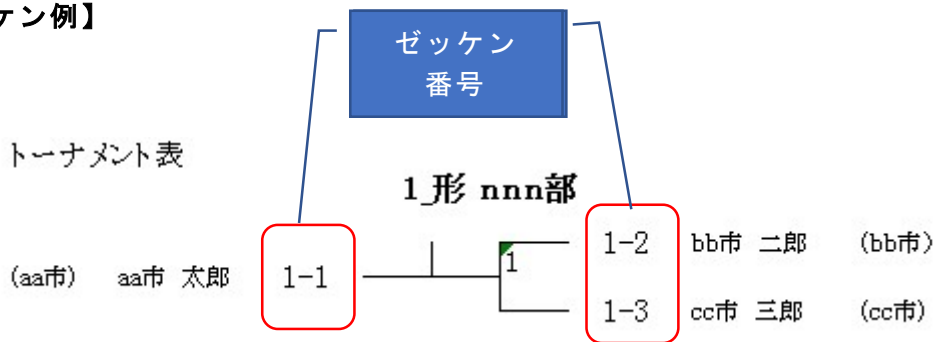 ケン例】
ゼッケン
番号
トーナメント表
1_形 nnn部
(aa市) aa市 太郎 1-1
1
1-2 bb市 二郎 (bb市)
1-3 cc市 三郎 (cc市)